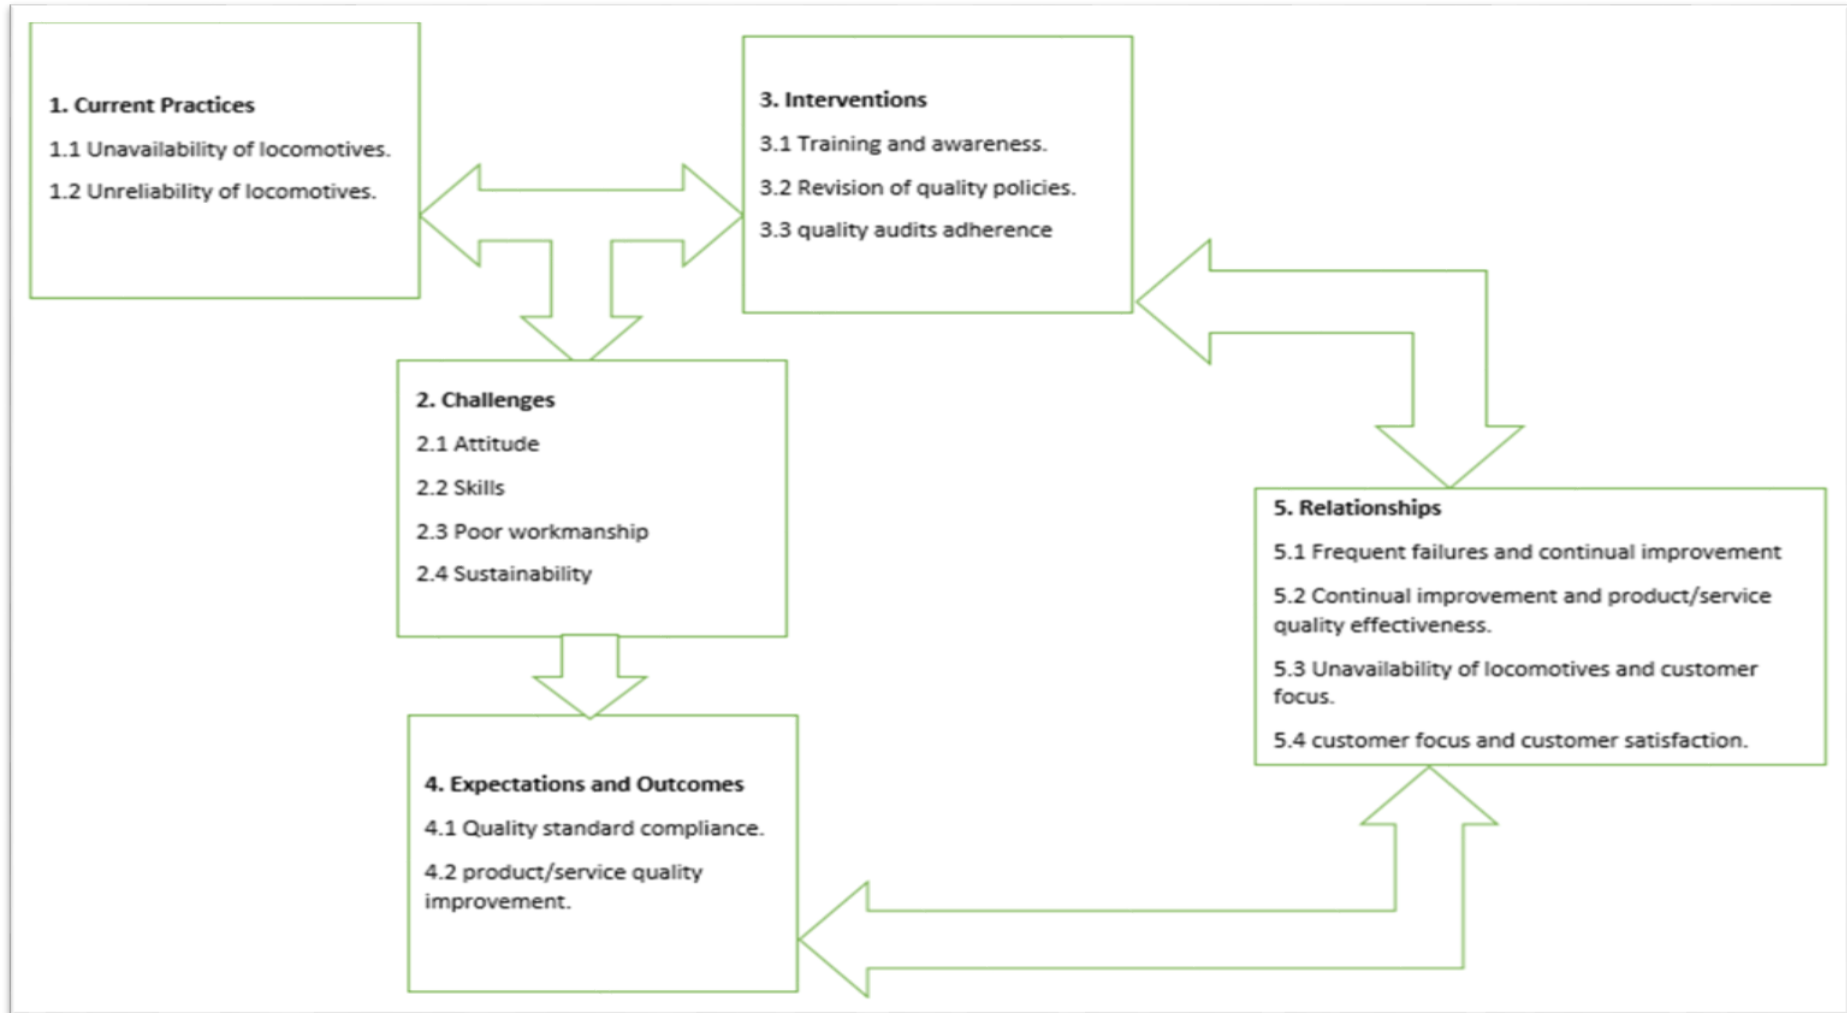 1. Current Practices
1.1 Unavailability of locomotives.
1.2 Unreliability of locomotives.
3. Interventions
3.1 Training and awareness.
3.2 Revision of quality policies.
3.3 quality audits adherence
2. Challenges
2.1 Attitude
2.2 Skills
2.3 Poor workmanship
2.4 Sustainability
5. Relationships
5.1 Frequent failures and continual improvement
5.2 Continual improvement and product/service
quality effectiveness.
5.3 Unavailability of locomotives and customer
focus.
5.4 customer focus and customer satisfaction.
4. Expectations and Outcomes
4.1 Quality standard compliance.
4.2 product/service quality
improvement.